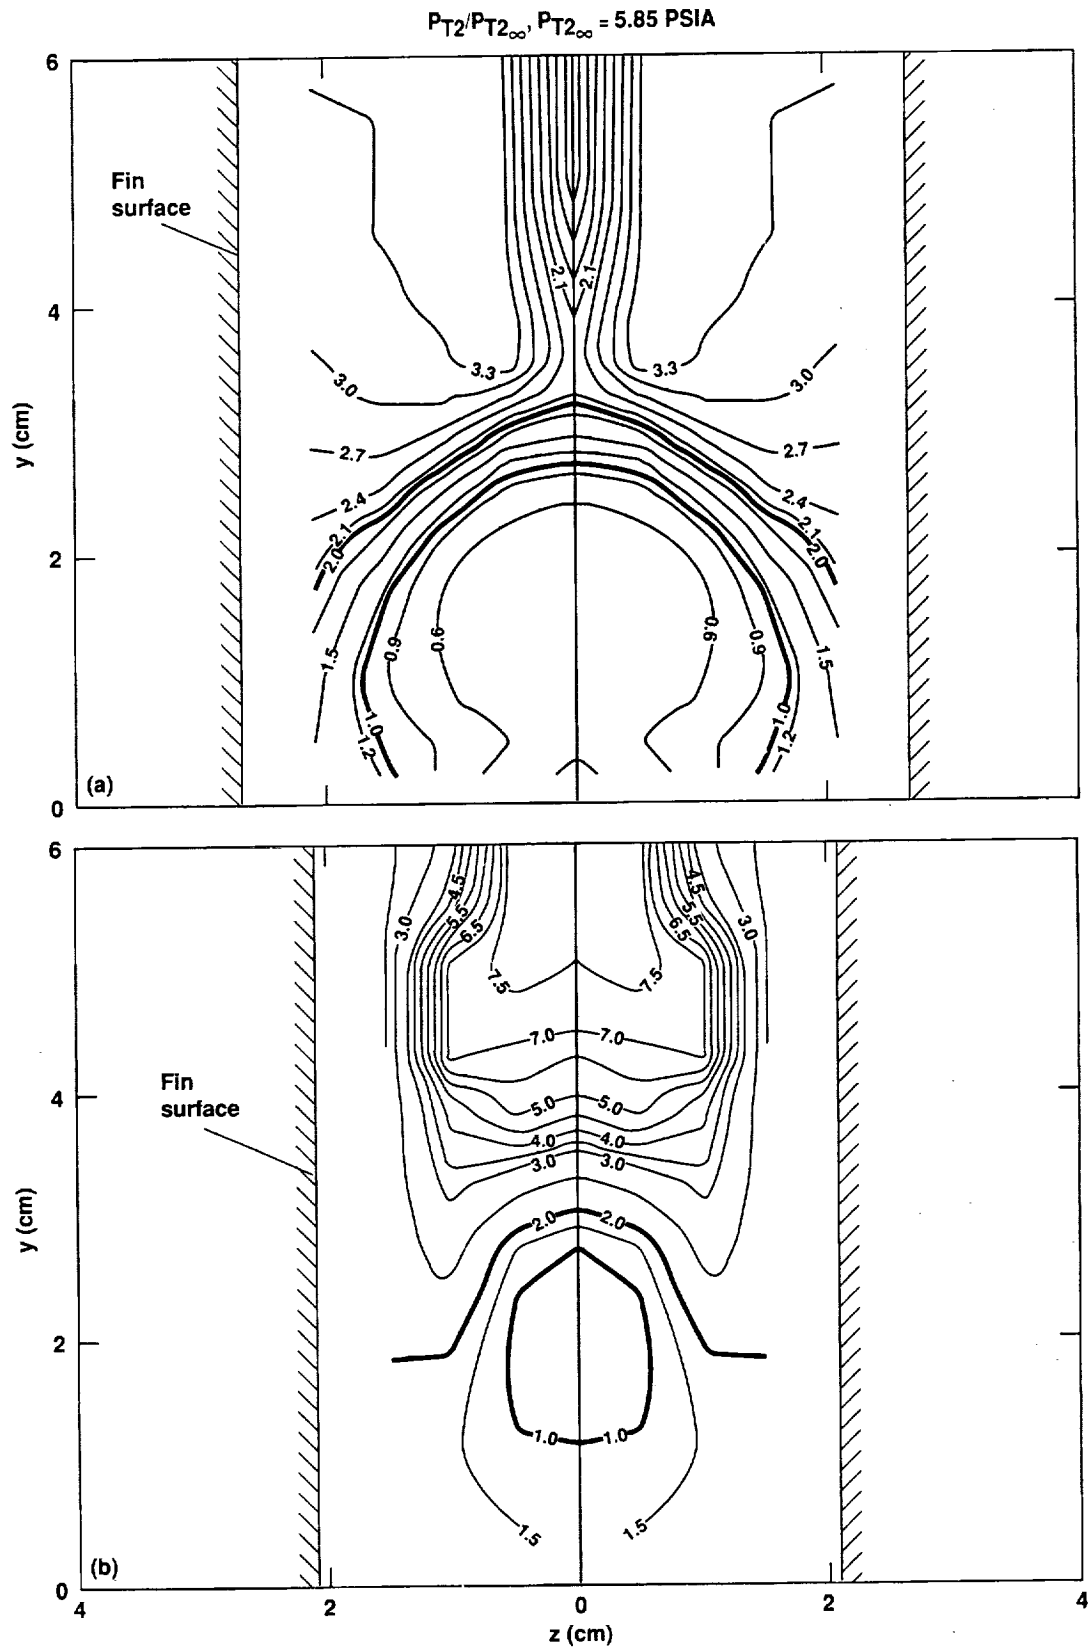 PT2/PT2∞, PT2∞ = 5.85 PSIA
6
Fin
surface
2.1 2.1
4
3.3 3.3
3.0 3.0
y (cm)
2.7 2.7
2.4 2.4
2.1 2.1
2.0 2.0
2
0.6 0.6
0.9 0.9
1.5 1.5
1.0 1.0
1.2 1.2
(a)
0
6
4.5 4.5
5.5 5.5
3.0 3.0
6.5 6.5
7.5 7.5
7.0 7.0
Fin
surface
4
5.0 5.0
4.0 4.0
3.0 3.0
y (cm)
2.0 2.0
2
1.0 1.0
1.5 1.5
(b)
0
4 2 0 2 4
z (cm)